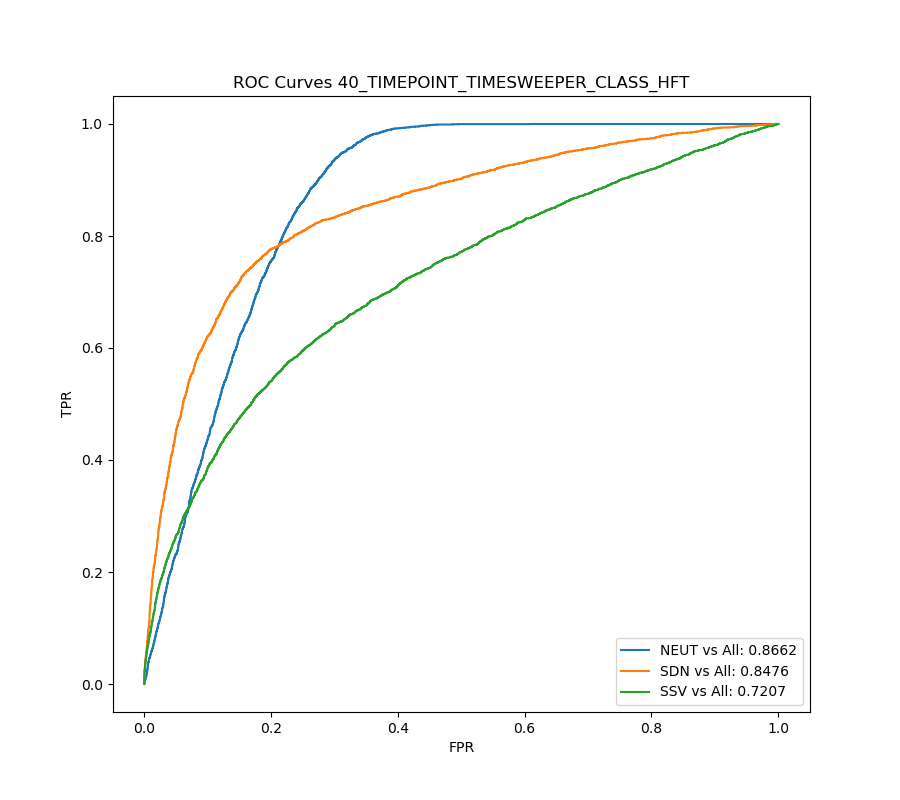 ROC Curves 40_TIMEPOINT_TIMESWEEPER_CLASS_HFT
1.0
0.8
0.6
0.4
0.2
0.0
TPR
0.0 0.2 0.4 0.6 0.8 1.0
FPR
NEUT vs All: 0.8662
SDN vs All: 0.8476
SSV vs All: 0.7207